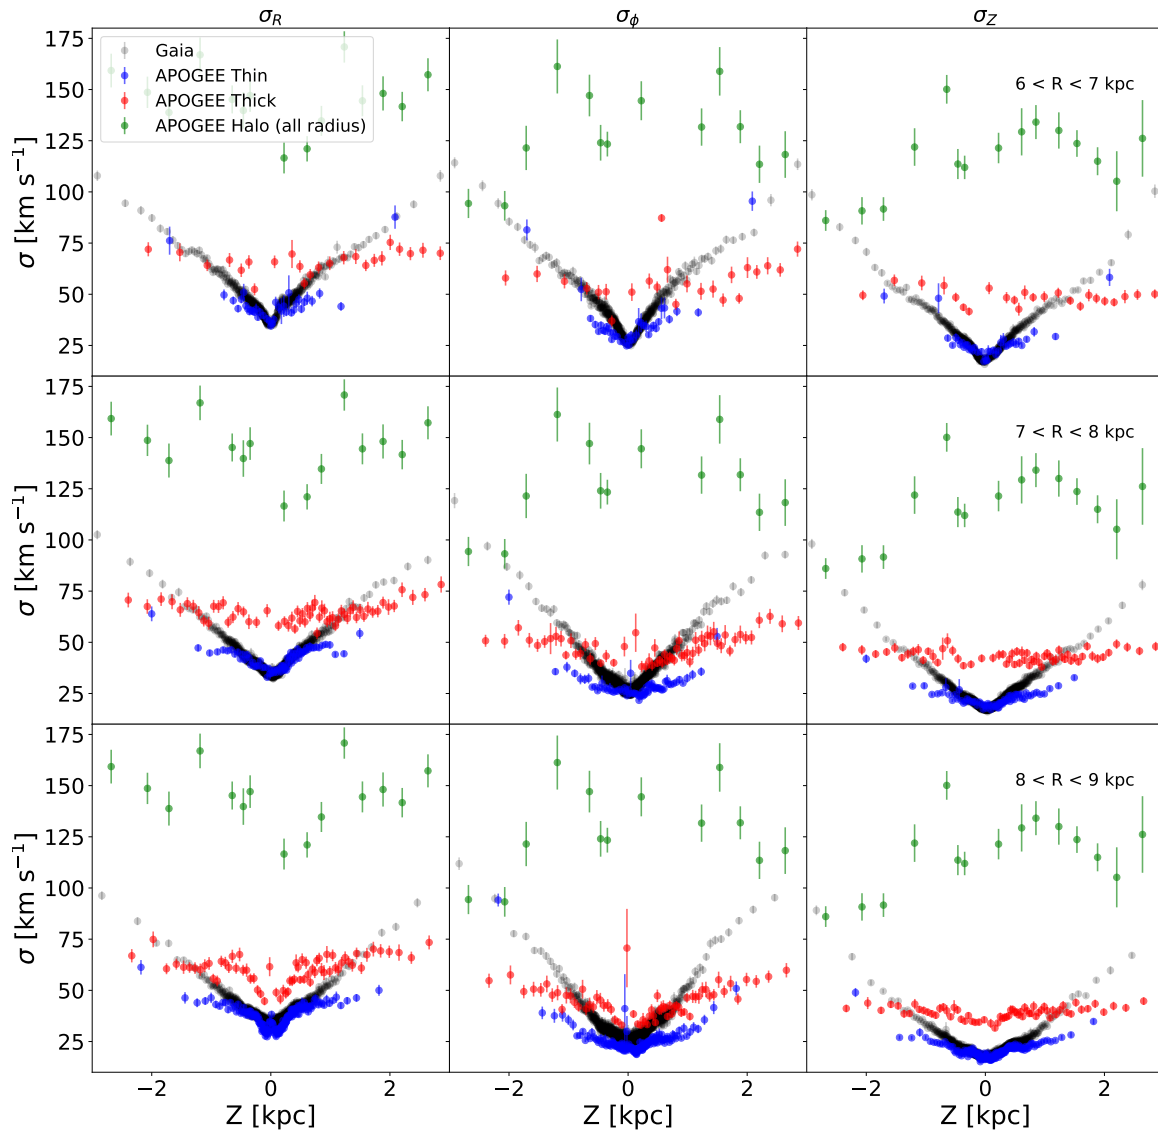 σ_R σ_ϕ σ_Z
175
150
125
100
75
50
25
σ [km s⁻¹]
Gaia
APOGEE Thin
APOGEE Thick
APOGEE Halo (all radius)
6 < R < 7 kpc
175
150
125
100
75
50
25
σ [km s⁻¹]
7 < R < 8 kpc
175
150
125
100
75
50
25
σ [km s⁻¹]
8 < R < 9 kpc
−2 0 2 −2 0 2 −2 0 2
Z [kpc] Z [kpc] Z [kpc]